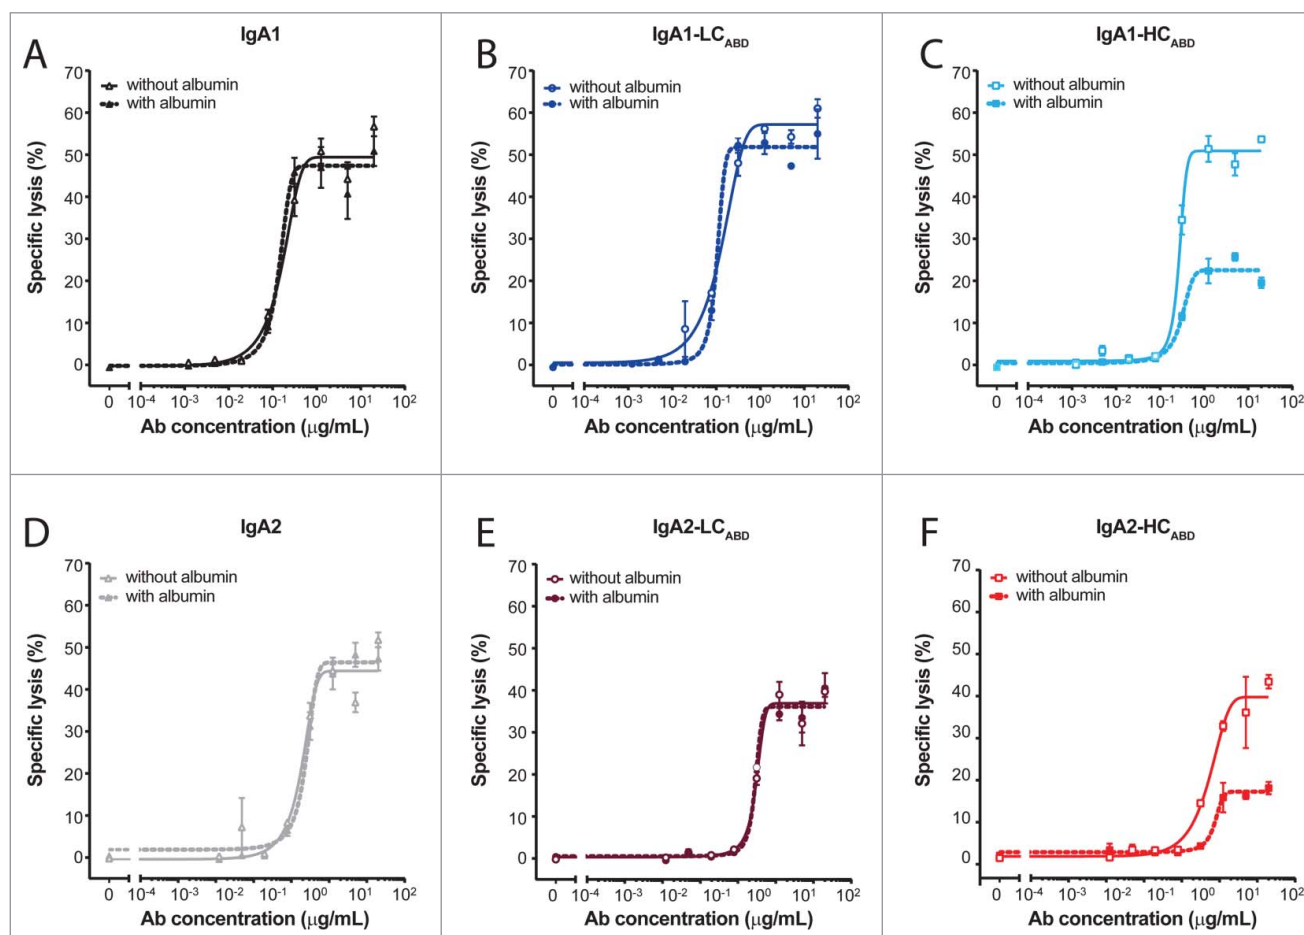 A
IgA1
without albumin
with albumin
Specific lysis (%)
70
60
50
40
30
20
10
0
0 10-4 10-3 10-2 10-1 100 101 102
Ab concentration (μg/mL)
B
IgA1-LCABD
without albumin
with albumin
Specific lysis (%)
70
60
50
40
30
20
10
0
0 10-4 10-3 10-2 10-1 100 101 102
Ab concentration (μg/mL)
C
IgA1-HCABD
without albumin
with albumin
Specific lysis (%)
70
60
50
40
30
20
10
0
0 10-4 10-3 10-2 10-1 100 101 102
Ab concentration (μg/mL)
D
IgA2
without albumin
with albumin
Specific lysis (%)
70
60
50
40
30
20
10
0
0 10-4 10-3 10-2 10-1 100 101 102
Ab concentration (μg/mL)
E
IgA2-LCABD
without albumin
with albumin
Specific lysis (%)
70
60
50
40
30
20
10
0
0 10-4 10-3 10-2 10-1 100 101 102
Ab concentration (μg/mL)
F
IgA2-HCABD
without albumin
with albumin
Specific lysis (%)
70
60
50
40
30
20
10
0
0 10-4 10-3 10-2 10-1 100 101 102
Ab concentration (μg/mL)